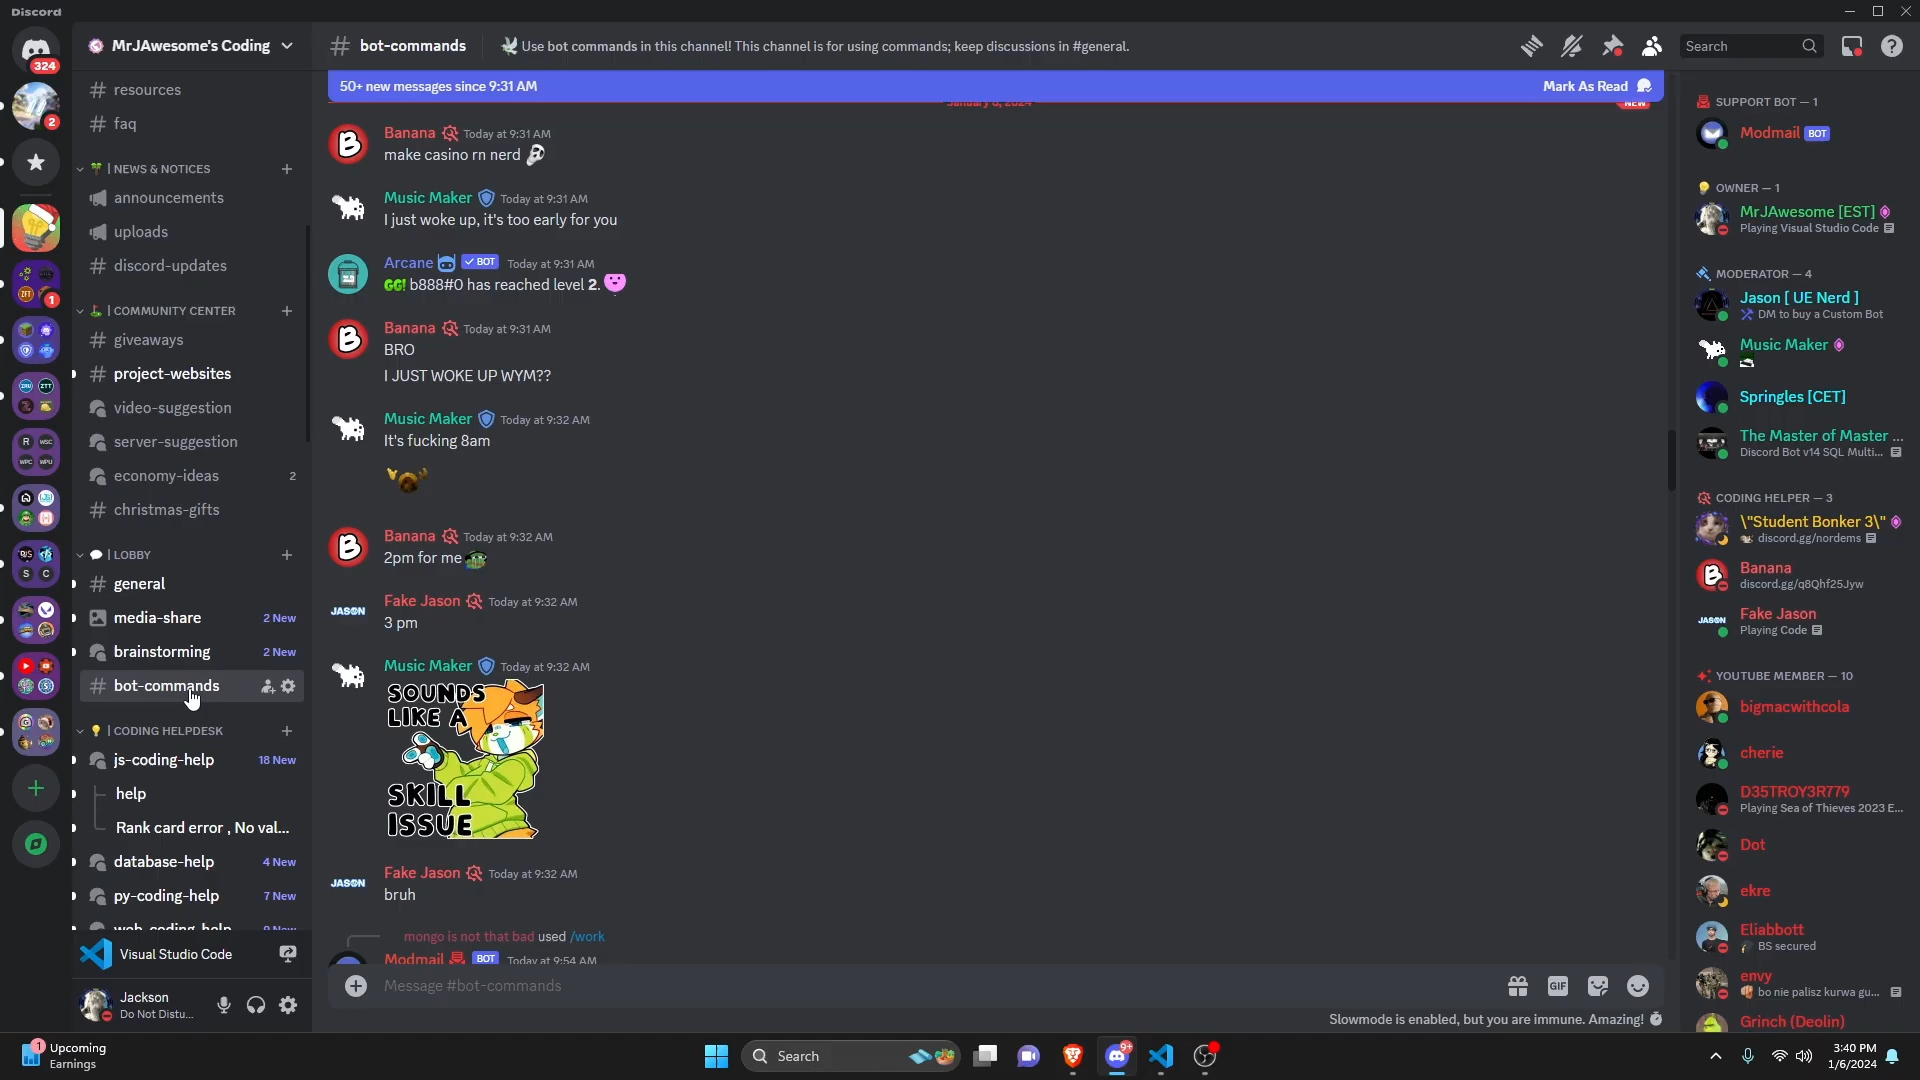 Discord
MrJAwesome's Coding
bot-commands
Use bot commands in this channel! This channel is for using commands; keep discussions in #general.
Search
324
2
1
resources
faq
| NEWS & NOTICES
announcements
uploads
discord-updates
| COMMUNITY CENTER
giveaways
project-websites
video-suggestion
server-suggestion
economy-ideas 2
christmas-gifts
| LOBBY
general
media-share 2 New
brainstorming 2 New
bot-commands
| CODING HELPDESK
js-coding-help 18 New
help
Rank card error , No val...
database-help 4 New
py-coding-help 7 New
Visual Studio Code
Jackson
Do Not Distu...
50+ new messages since 9:31 AM
Mark As Read
January 6, 2024
NEW
Banana Today at 9:31 AM
make casino rn nerd
Music Maker Today at 9:31 AM
I just woke up, it's too early for you
Arcane BOT Today at 9:31 AM
GG! b888#0 has reached level 2.
Banana Today at 9:31 AM
BRO
I JUST WOKE UP WYM??
Music Maker Today at 9:32 AM
It's fucking 8am
Banana Today at 9:32 AM
2pm for me
JASON
Fake Jason Today at 9:32 AM
3 pm
Music Maker Today at 9:32 AM
SOUNDS
LIKE A
SKILL
ISSUE
JASON
Fake Jason Today at 9:32 AM
bruh
mongo is not that bad used /work
Modmail BOT Today at 9:54 AM
Message #bot-commands
GIF
Slowmode is enabled, but you are immune. Amazing!
SUPPORT BOT — 1
Modmail BOT
OWNER — 1
MrJAwesome [EST]
Playing Visual Studio Code
MODERATOR — 4
Jason [ UE Nerd ]
DM to buy a Custom Bot
Music Maker
Springles [CET]
The Master of Master ...
Discord Bot v14 SQL Multi...
CODING HELPER — 3
\"Student Bonker 3\"
discord.gg/nordems
Banana
discord.gg/q8Qhf25Jyw
JASON
Fake Jason
Playing Code
YOUTUBE MEMBER — 10
bigmacwithcola
cherie
D35TROY3R779
Playing Sea of Thieves 2023 E...
Dot
ekre
Eliabbott
BS secured
envy
bo nie palisz kurwa gu...
Grinch (Deolin)
1
Upcoming
Earnings
Search
9+
3:40 PM
1/6/2024